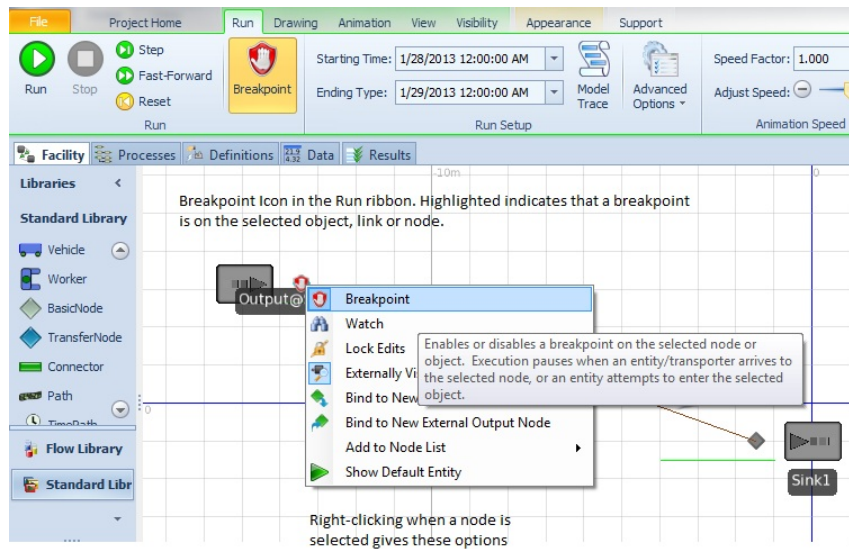 File Project Home Run Drawing Animation View Visibility Appearance Support
Run
Stop
Step
Fast-Forward
Reset
Run
Breakpoint
Starting Time: 1/28/2013 12:00:00 AM
Ending Type: 1/29/2013 12:00:00 AM
Model
Trace
Advanced
Options
Run Setup
Speed Factor: 1.000
Adjust Speed:
Animation Speed
Facility Processes Definitions Data Results
Libraries <
Standard Library
Vehicle
Worker
BasicNode
TransferNode
Connector
Path
TimePath
Flow Library
Standard Libr
-10m
0
0
Breakpoint Icon in the Run ribbon. Highlighted indicates that a breakpoint
is on the selected object, link or node.
Output@
Breakpoint
Watch
Lock Edits
Externally Vi
Bind to New
Bind to New External Output Node
Add to Node List
Show Default Entity
Enables or disables a breakpoint on the selected node or
object. Execution pauses when an entity/transporter arrives to
the selected node, or an entity attempts to enter the selected
object.
Sink1
Right-clicking when a node is
selected gives these options